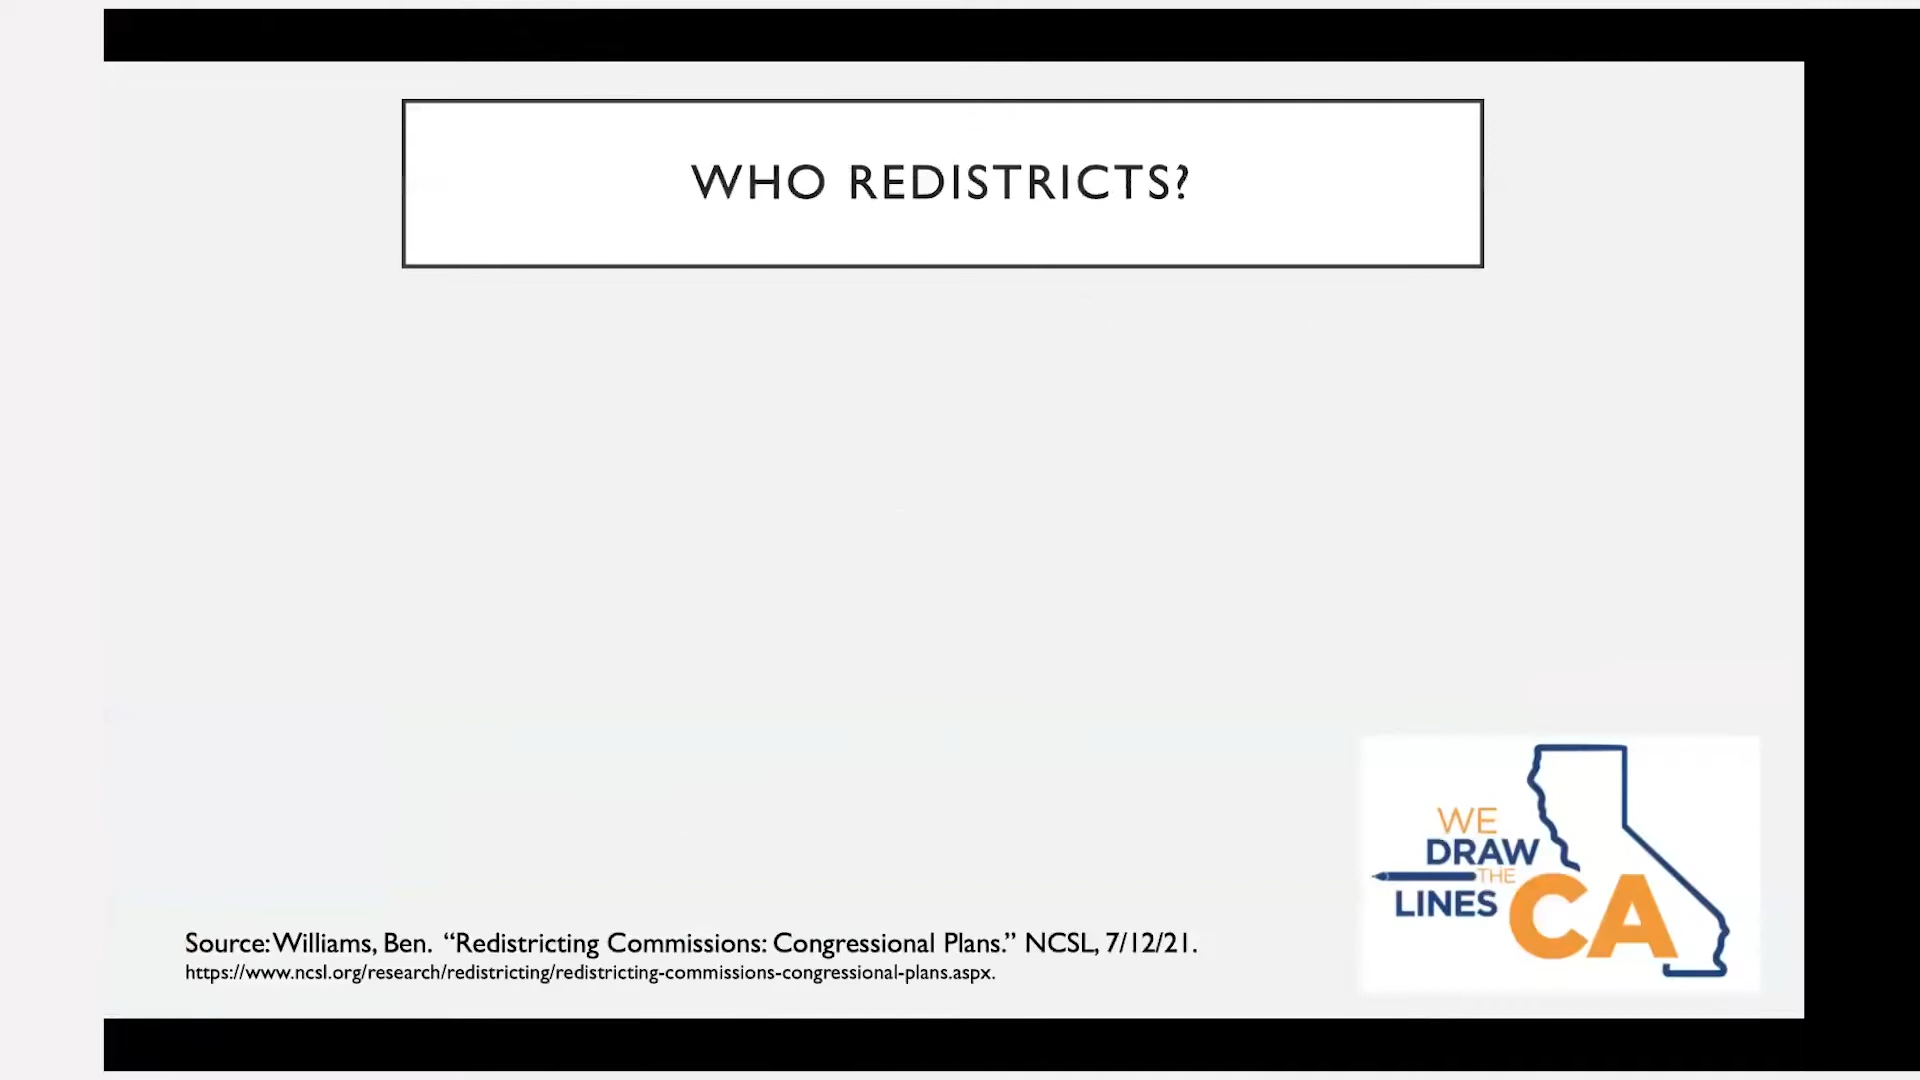 WHO REDISTRICTS?
WE
DRAW
THE
LINES CA
Source: Williams, Ben. “Redistricting Commissions: Congressional Plans.” NCSL, 7/12/21.
https://www.ncsl.org/research/redistricting/redistricting-commissions-congressional-plans.aspx.